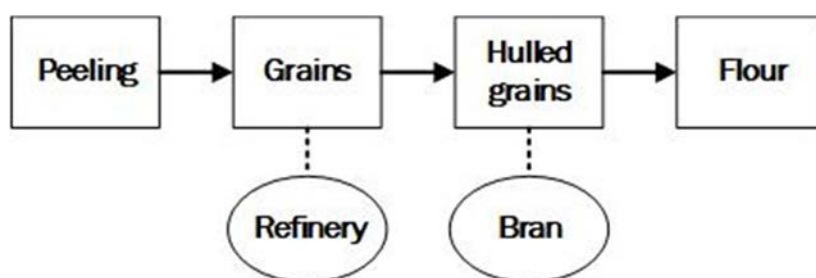 Peeling
Grains
Hulled
grains
Flour
Refinery
Bran